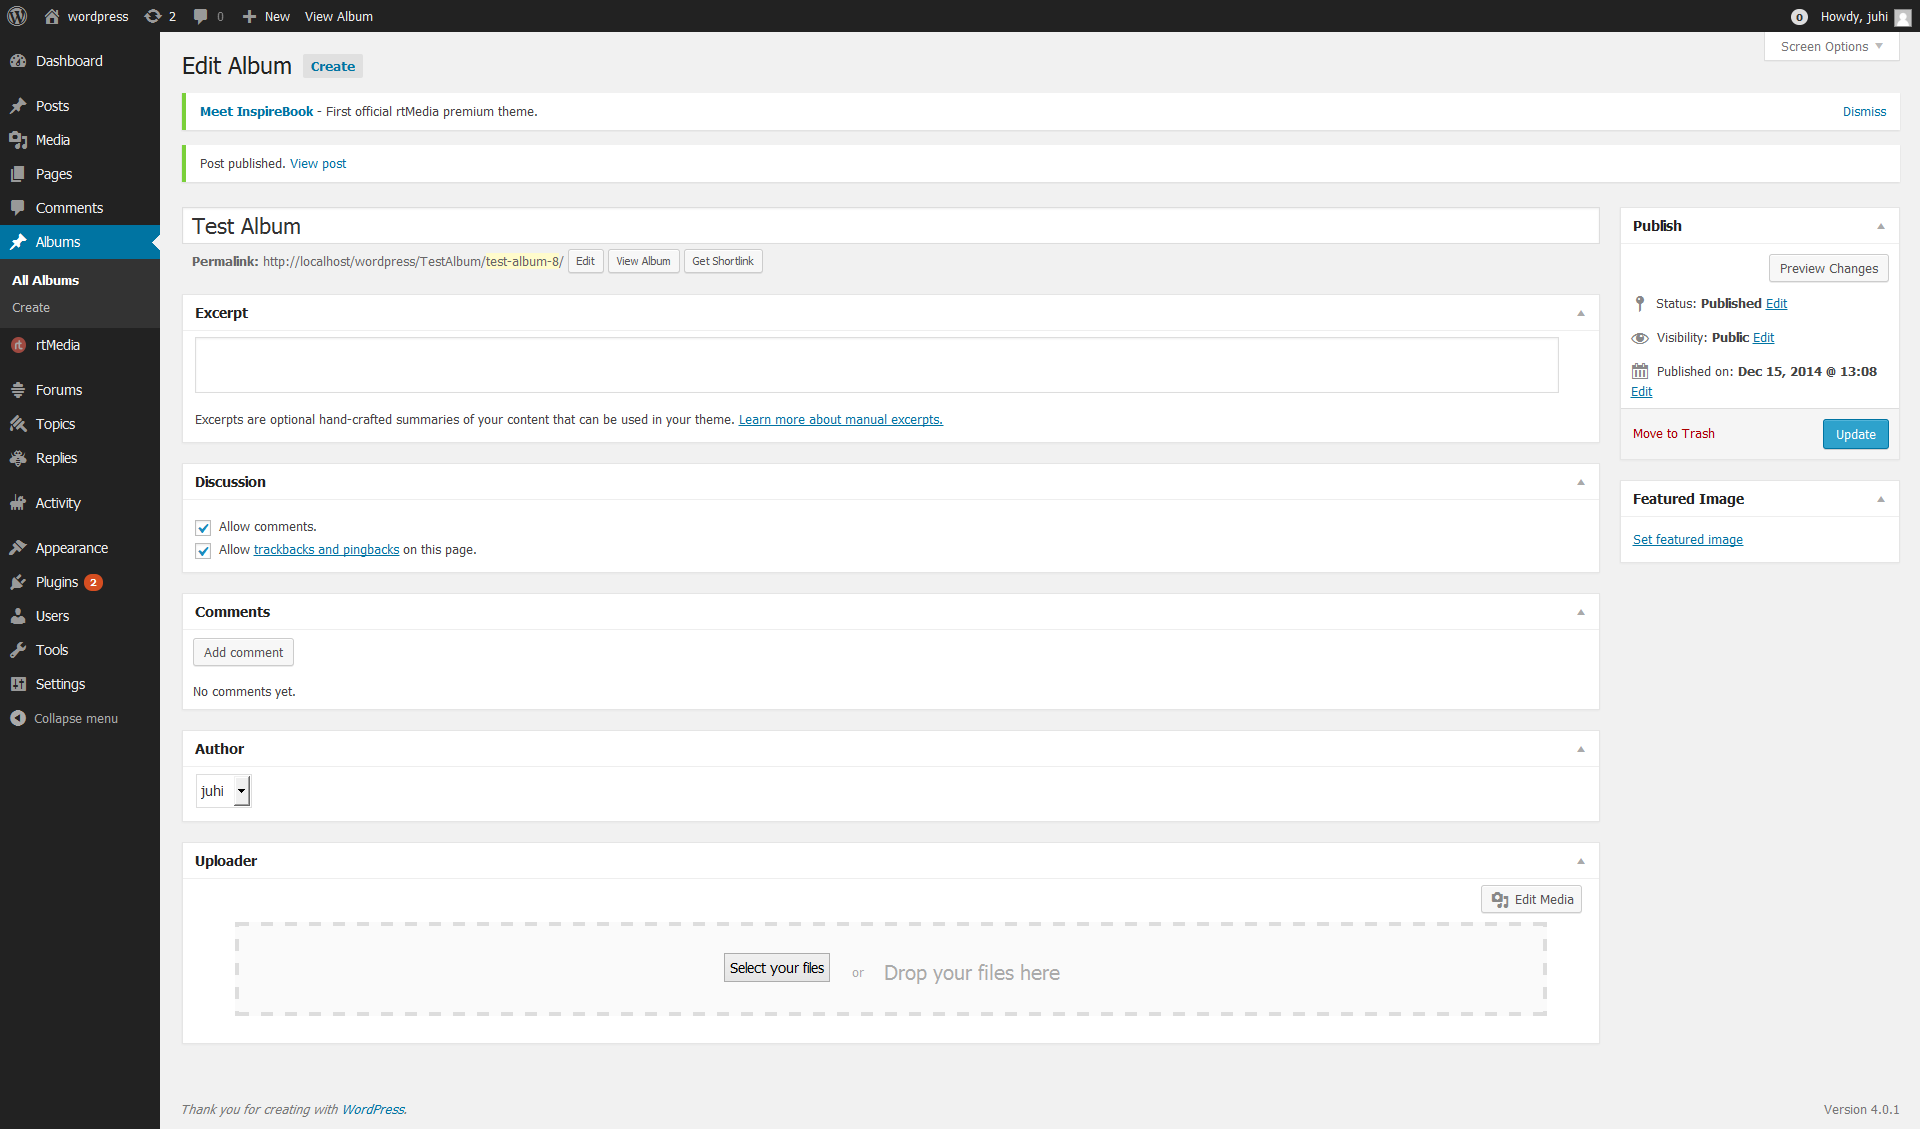 wordpress 2 0 New View Album 0 Howdy, juhi
Screen Options
Dashboard
Posts
Media
Pages
Comments
Albums
All Albums
Create
rtMedia
Forums
Topics
Replies
Activity
Appearance
Plugins 2
Users
Tools
Settings
Collapse menu
Edit Album Create
Meet InspireBook - First official rtMedia premium theme. Dismiss
Post published. View post
Test Album
Permalink: http://localhost/wordpress/TestAlbum/test-album-8/ Edit View Album Get Shortlink
Excerpt
Excerpts are optional hand-crafted summaries of your content that can be used in your theme. Learn more about manual excerpts.
Discussion
Allow comments.
Allow trackbacks and pingbacks on this page.
Comments
Add comment
No comments yet.
Author
juhi
Uploader
Edit Media
Select your files or Drop your files here
Publish
Preview Changes
Status: Published Edit
Visibility: Public Edit
Published on: Dec 15, 2014 @ 13:08
Edit
Move to Trash Update
Featured Image
Set featured image
Thank you for creating with WordPress.
Version 4.0.1